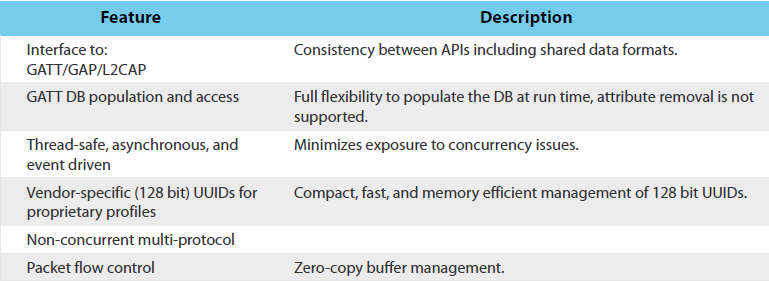 Feature Description
Interface to: Consistency between APIs including shared data formats.
GATT/GAP/L2CAP
GATT DB population and access Full flexibility to populate the DB at run time, attribute removal is not
supported.
Thread-safe, asynchronous, and Minimizes exposure to concurrency issues.
event driven
Vendor-specific (128 bit) UUIDs for Compact, fast, and memory efficient management of 128 bit UUIDs.
proprietary profiles
Non-concurrent multi-protocol
Packet flow control Zero-copy buffer management.